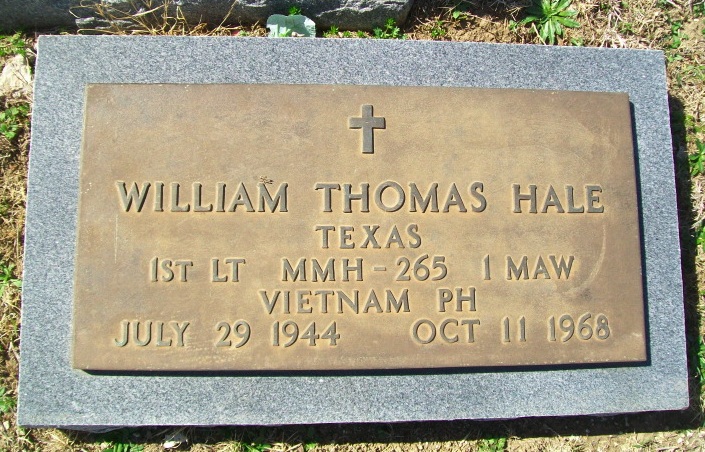 WILLIAM THOMAS HALE
TEXAS
1ST LT MMH-265 1 MAW
VIETNAM PH
JULY 29 1944 OCT 11 1968